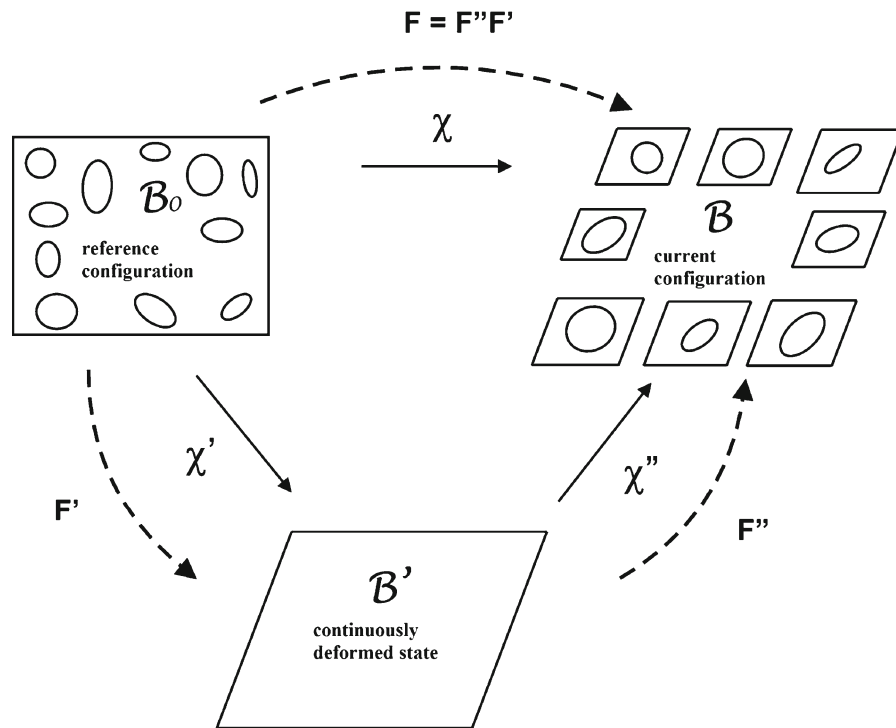 F = F”F’
χ
B₀
reference
configuration
B
current
configuration
χ’
χ”
F’
F”
B’
continuously
deformed state